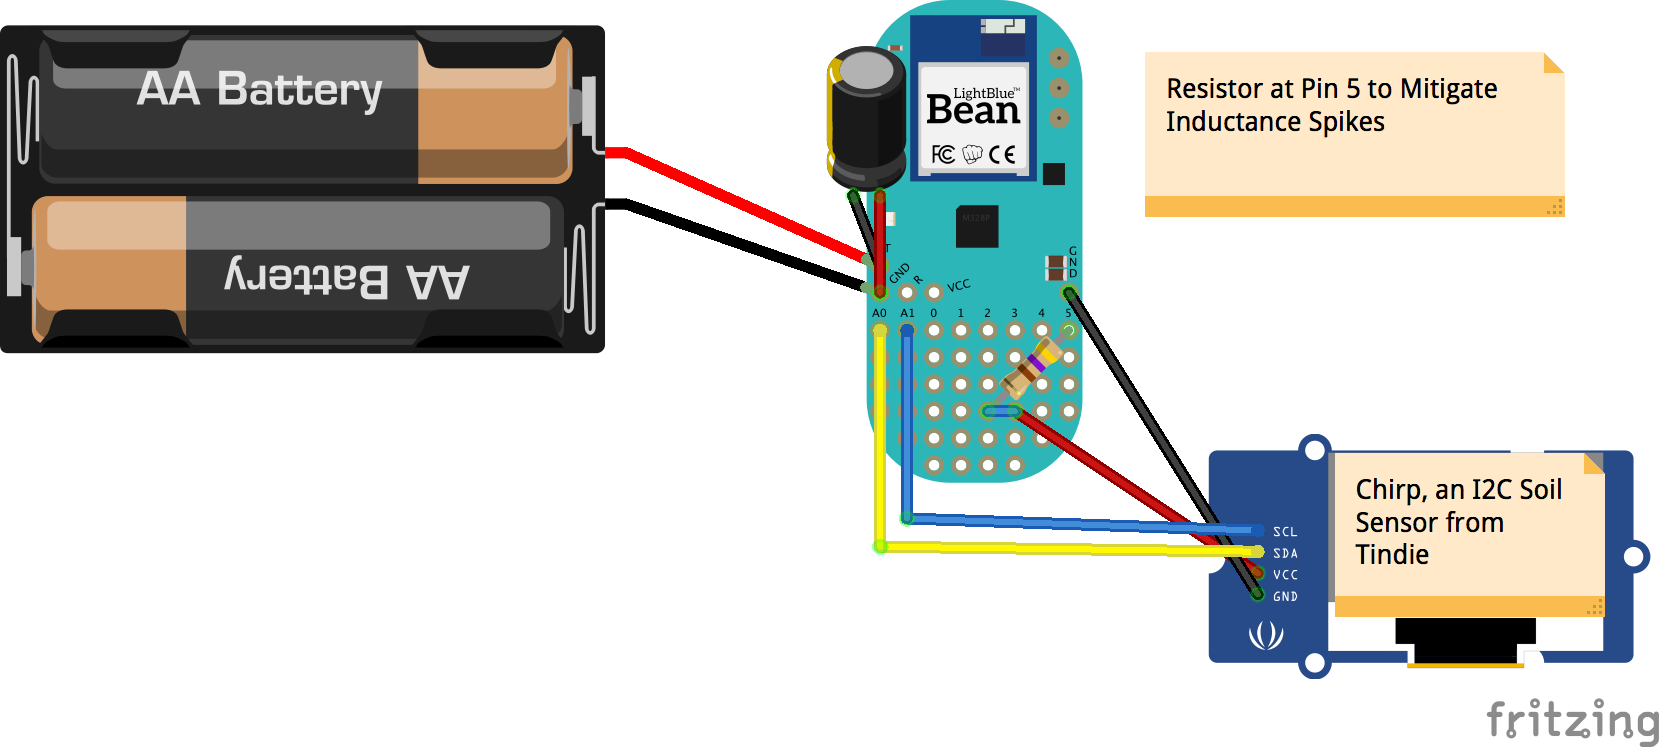 AA Battery
AA Battery
LightBlue™
Bean
FC CE
M328P
T
GND
R
VCC
G
N
D
A0 A1 0 1 2 3 4 5
Resistor at Pin 5 to Mitigate
Inductance Spikes
SCL
SDA
VCC
GND
Chirp, an I2C Soil
Sensor from
Tindie
fritzing